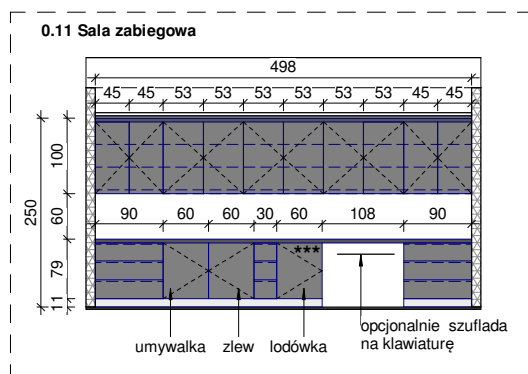 0.11 Sala zabiegowa
498
45 45 53 53 53 53 53 53 45 45
100
250
60
90 60 60 30 60 108 90
***
79
11
umywalka zlew lodówka opcjonalnie szuflada
na klawiaturę